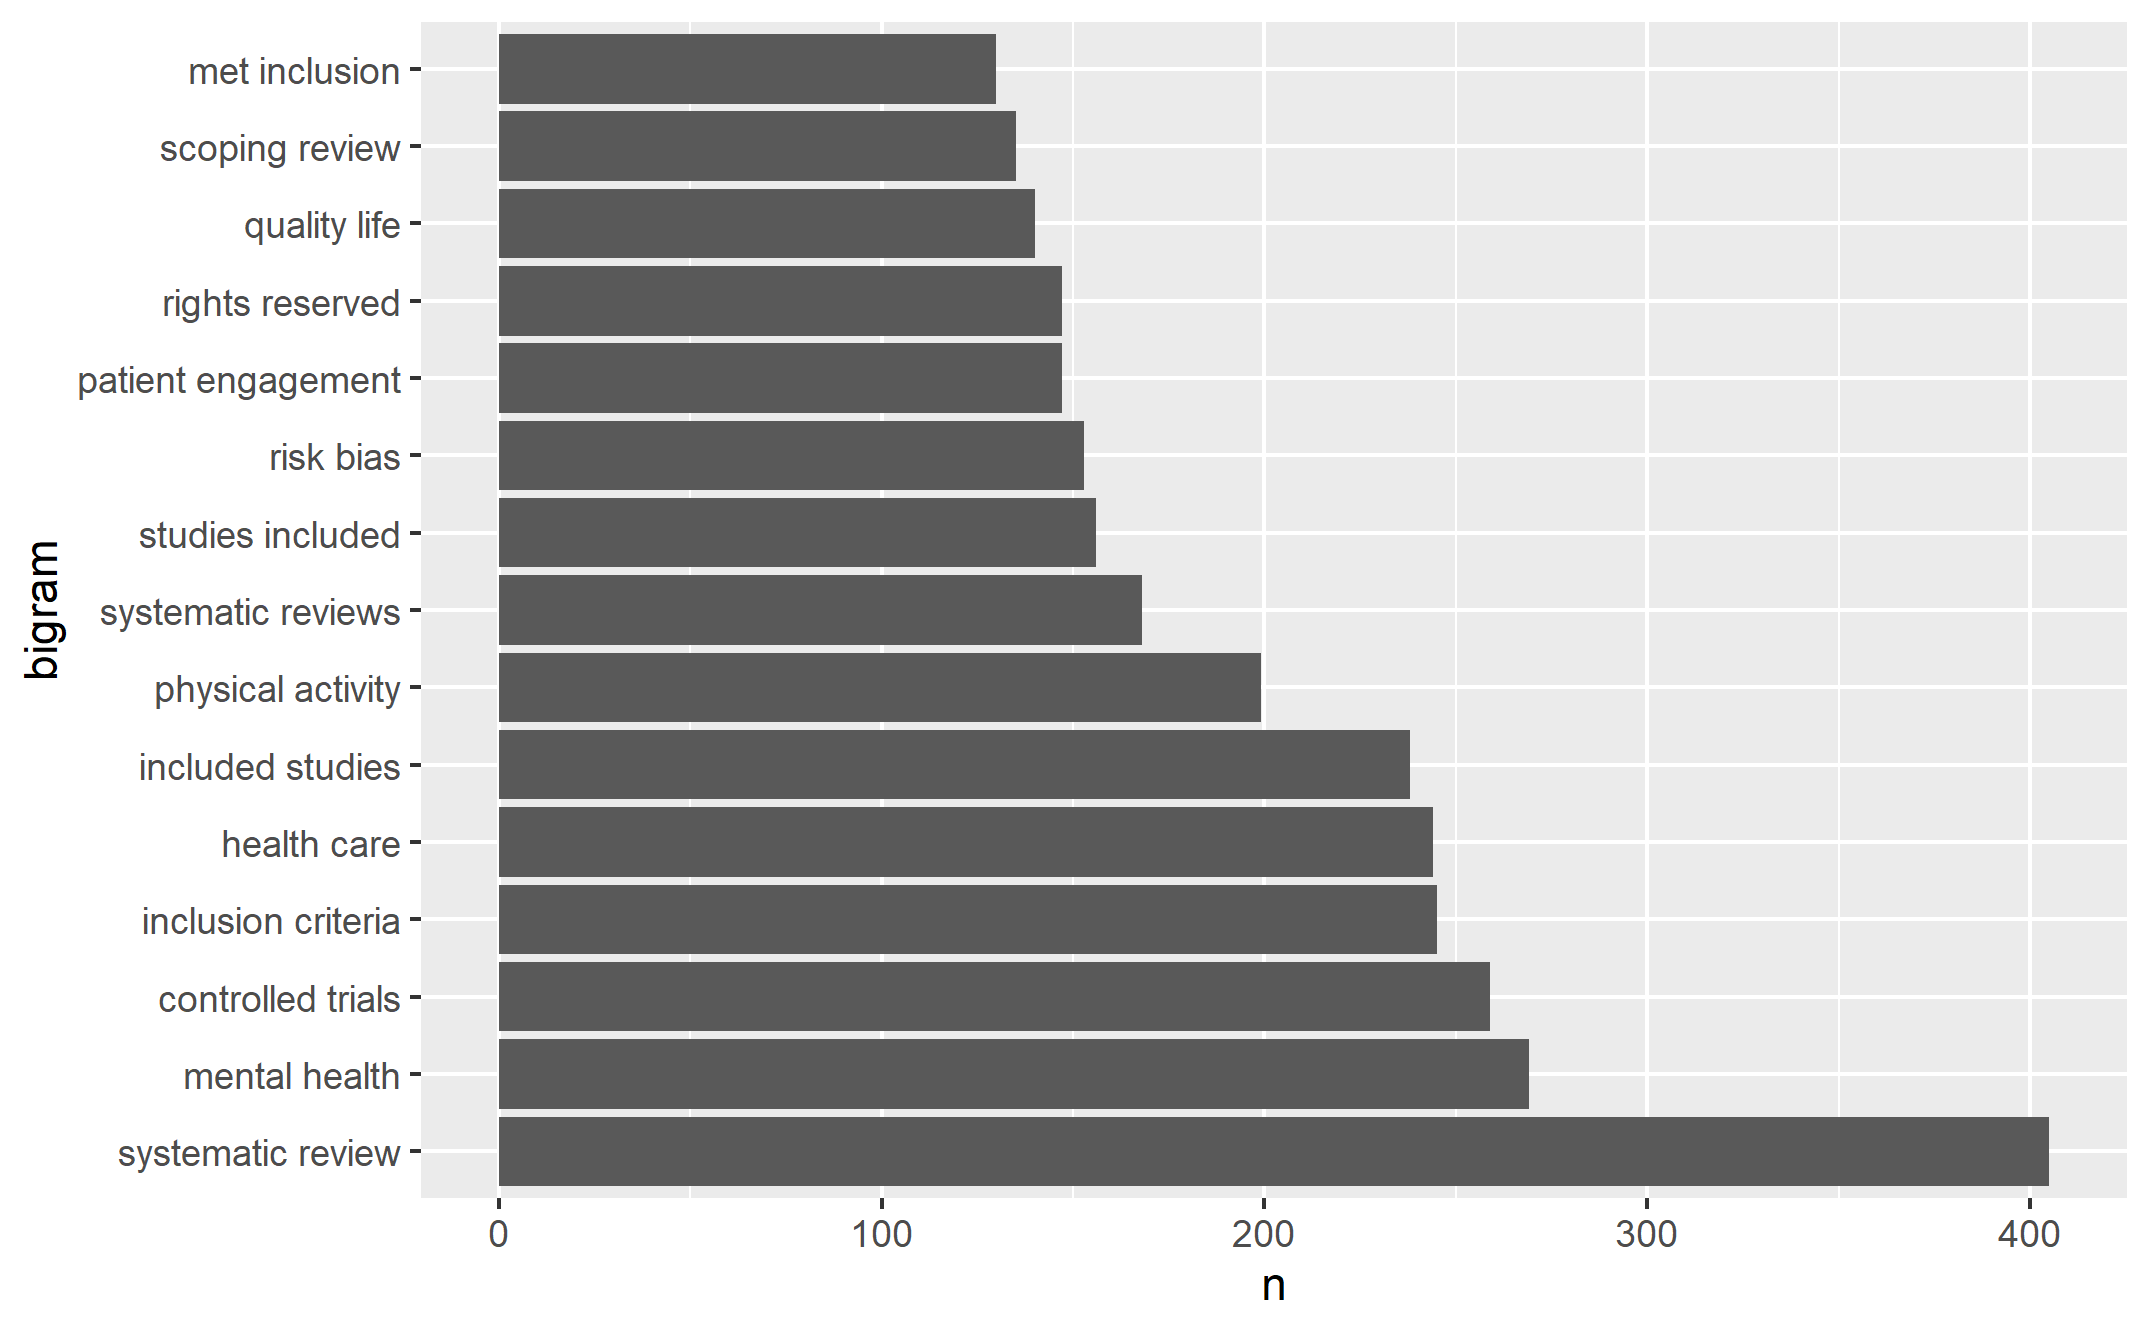 met inclusion
scoping review
quality life
rights reserved
patient engagement
risk bias
studies included
systematic reviews
physical activity
included studies
health care
inclusion criteria
controlled trials
mental health
systematic review
bigram
0 100 200 300 400
n